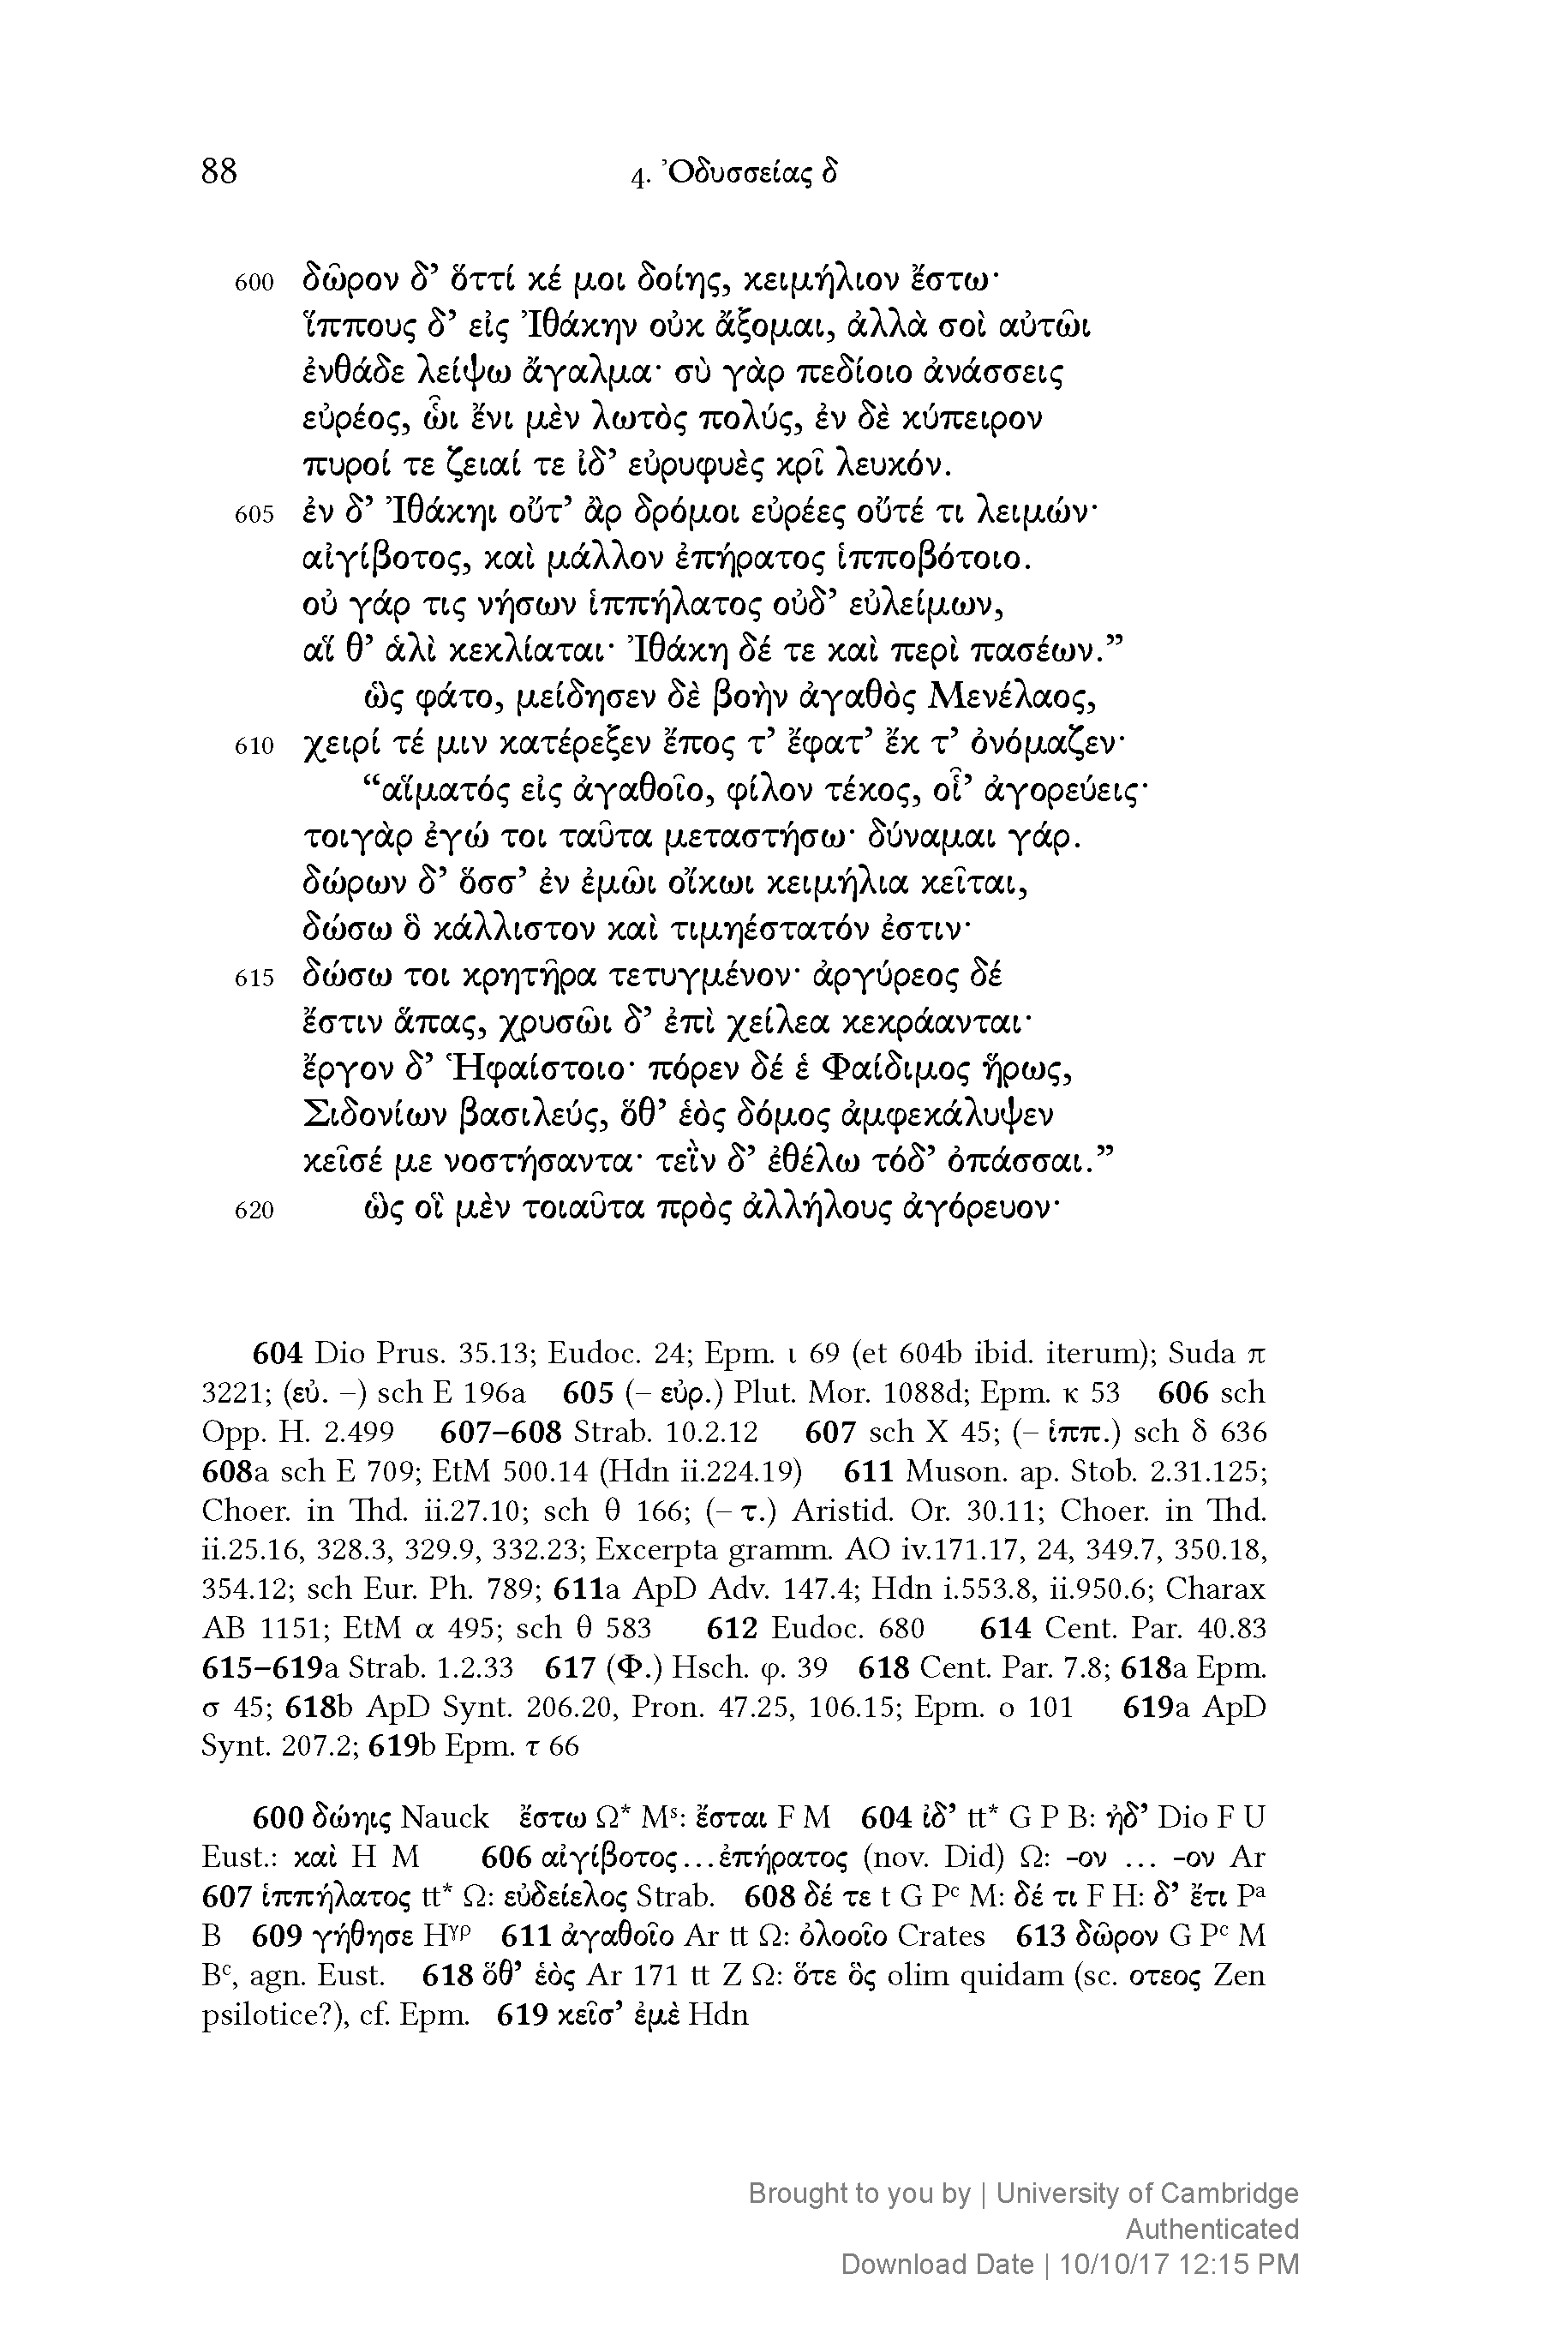 88 4. Ὀδυσσείας δ
600 δῶρον δ’ ὅττί κέ μοι δοίης, κειμήλιον ἔστω·
ἵππους δ’ εἰς Ἰθάκην οὐκ ἄξομαι, ἀλλὰ σοὶ αὐτῶι
ἐνθάδε λείψω ἄγαλμα· σὺ γὰρ πεδίοιο ἀνάσσεις
εὐρέος, ὧι ἔνι μὲν λωτὸς πολύς, ἐν δὲ κύπειρον
πυροί τε ζειαί τε ἰδ’ εὐρυφυὲς κρῖ λευκόν.
605 ἐν δ’ Ἰθάκηι οὔτ’ ἂρ δρόμοι εὐρέες οὔτέ τι λειμών·
αἰγίβοτος, καὶ μάλλον ἐπήρατος ἱπποβότοιο.
οὐ γάρ τις νήσων ἱππήλατος οὐδ’ εὐλείμων,
αἵ θ’ ἁλὶ κεκλίαται· Ἰθάκη δέ τε καὶ περὶ πασέων.”
ὣς φάτο, μείδησεν δὲ βοὴν ἀγαθὸς Μενέλαος,
610 χειρί τέ μιν κατέρεξεν ἔπος τ’ ἔφατ’ ἔκ τ’ ὀνόμαζεν·
“αἵματός εἰς ἀγαθοῖο, φίλον τέκος, οἷ’ ἀγορεύεις·
τοιγὰρ ἐγώ τοι ταῦτα μεταστήσω· δύναμαι γάρ.
δώρων δ’ ὅσσ’ ἐν ἐμῶι οἴκωι κειμήλια κεῖται,
δώσω ὃ κάλλιστον καὶ τιμηέστατόν ἐστιν·
615 δώσω τοι κρητῆρα τετυγμένον· ἀργύρεος δέ
ἔστιν ἅπας, χρυσῶι δ’ ἐπὶ χείλεα κεκράανται·
ἔργον δ’ Ἡφαίστοιο· πόρεν δέ ἑ Φαίδιμος ἥρως,
Σιδονίων βασιλεύς, ὅθ’ ἑὸς δόμος ἀμφεκάλυψεν
κεῖσέ με νοστήσαντα· τεῒν δ’ ἐθέλω τόδ’ ὀπάσσαι.”
620 ὣς οἳ μὲν τοιαῦτα πρὸς ἀλλήλους ἀγόρευον·
604 Dio Prus. 35.13; Eudoc. 24; Epm. ι 69 (et 604b ibid. iterum); Suda π
3221; (εὐ. –) sch E 196a 605 (– εὐρ.) Plut. Mor. 1088d; Epm. κ 53 606 sch
Opp. H. 2.499 607–608 Strab. 10.2.12 607 sch X 45; (– ἱππ.) sch δ 636
608a sch E 709; EtM 500.14 (Hdn ii.224.19) 611 Muson. ap. Stob. 2.31.125;
Choer. in Thd. ii.27.10; sch θ 166; (– τ.) Aristid. Or. 30.11; Choer. in Thd.
ii.25.16, 328.3, 329.9, 332.23; Excerpta gramm. AO iv.171.17, 24, 349.7, 350.18,
354.12; sch Eur. Ph. 789; 611a ApD Adv. 147.4; Hdn i.553.8, ii.950.6; Charax
AB 1151; EtM α 495; sch θ 583 612 Eudoc. 680 614 Cent. Par. 40.83
615–619a Strab. 1.2.33 617 (Φ.) Hsch. φ. 39 618 Cent. Par. 7.8; 618a Epm.
σ 45; 618b ApD Synt. 206.20, Pron. 47.25, 106.15; Epm. ο 101 619a ApD
Synt. 207.2; 619b Epm. τ 66
600 δώηις Nauck ἔστω Ω* Mˢ: ἔσται F M 604 ἰδ’ tt* G P B: ἠδ’ Dio F U
Eust.: καὶ H M 606 αἰγίβοτος...ἐπήρατος (nov. Did) Ω: -ον ... -ον Ar
607 ἱππήλατος tt* Ω: εὐδείελος Strab. 608 δέ τε t G Pᶜ M: δέ τι F H: δ’ ἔτι Pᵃ
B 609 γήθησε Hᵞᴾ 611 ἀγαθοῖο Ar tt Ω: ὀλοοῖο Crates 613 δῶρον G Pᶜ M
Bᶜ, agn. Eust. 618 ὅθ’ ἑὸς Ar 171 tt Z Ω: ὅτε ὃς olim quidam (sc. οτεος Zen
psilotice?), cf. Epm. 619 κεῖσ’ ἐμὲ Hdn
Brought to you by | University of Cambridge
Authenticated
Download Date | 10/10/17 12:15 PM